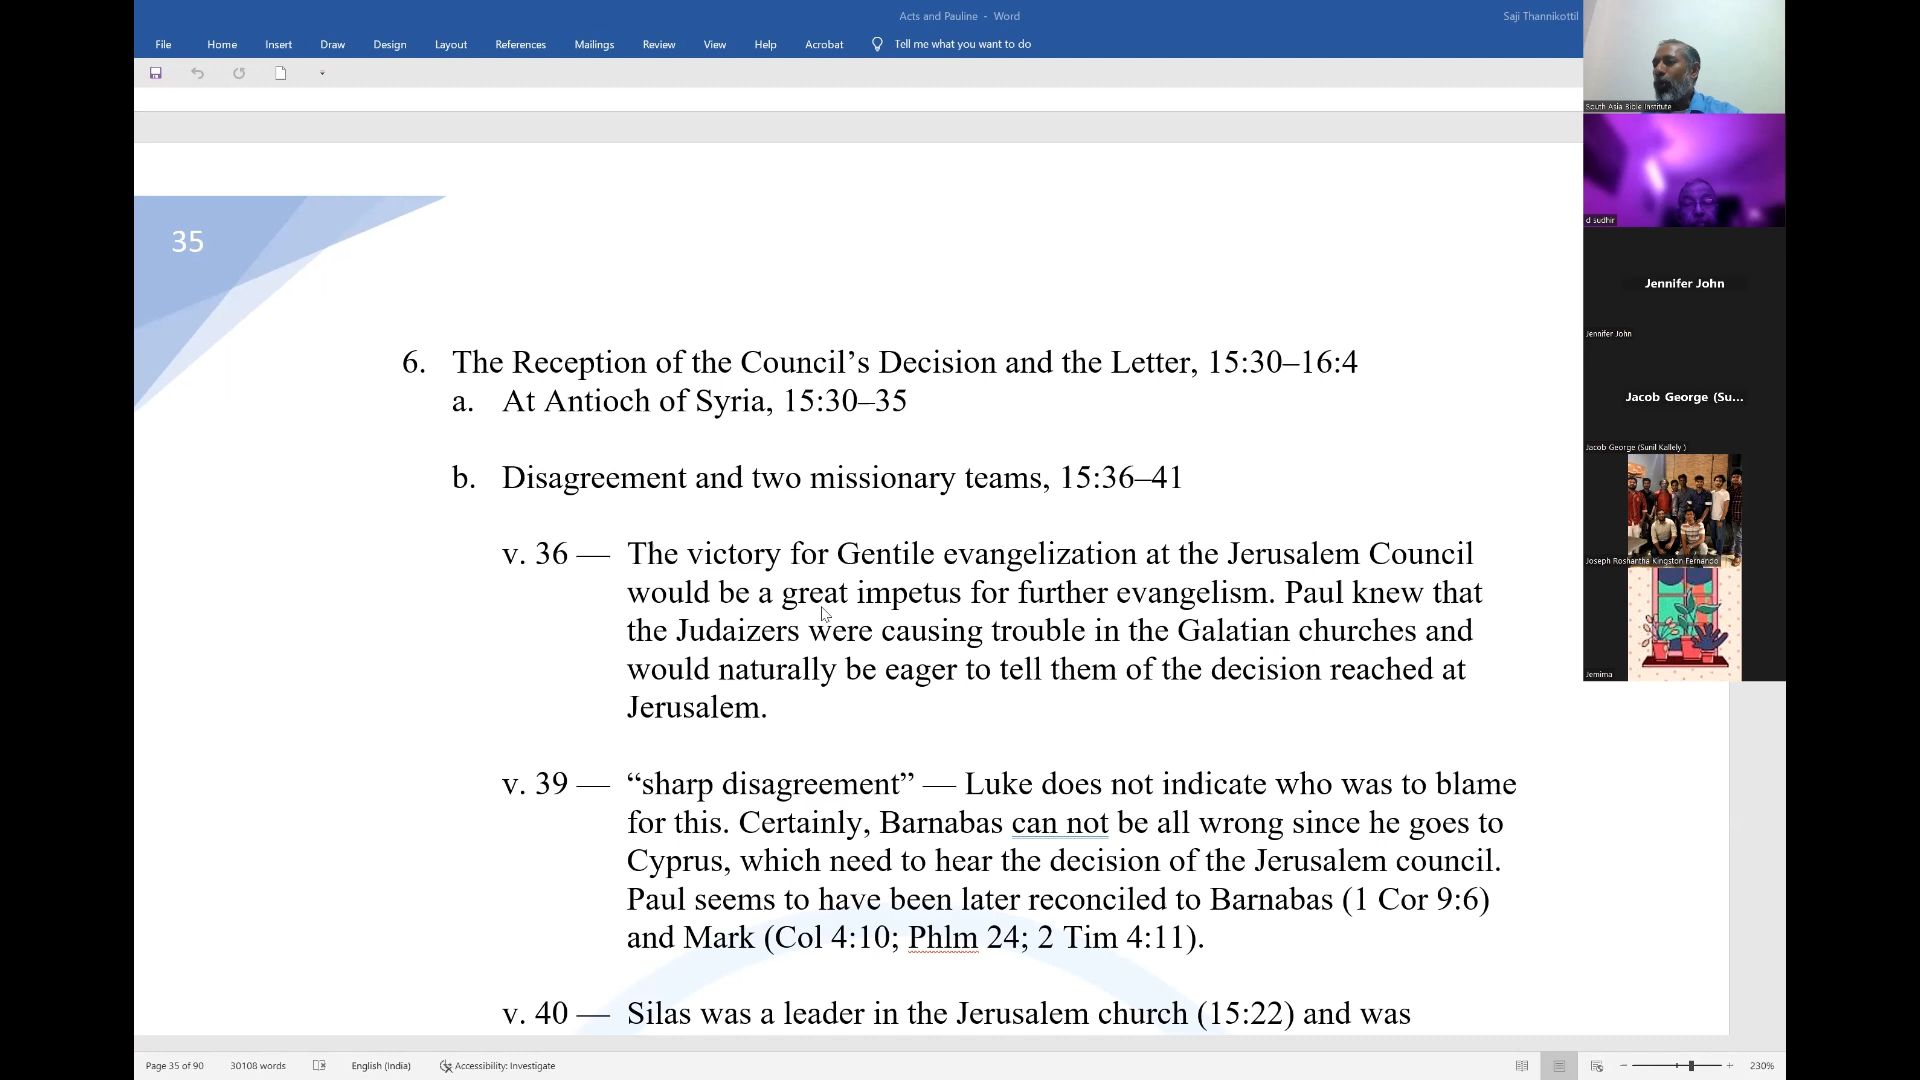 Acts and Pauline - Word
Saji Thannikottil
File Home Insert Draw Design Layout References Mailings Review View Help Acrobat Tell me what you want to do
South Asia Bible Institute
d sudhir
Jennifer John
Jennifer John
Jacob George (Su...
Jacob George (Sunil Kallely )
Joseph Roshantha Kingston Fernando
Jemima
35
6. The Reception of the Council’s Decision and the Letter, 15:30–16:4
a. At Antioch of Syria, 15:30–35
b. Disagreement and two missionary teams, 15:36–41
v. 36 — The victory for Gentile evangelization at the Jerusalem Council
would be a great impetus for further evangelism. Paul knew that
the Judaizers were causing trouble in the Galatian churches and
would naturally be eager to tell them of the decision reached at
Jerusalem.
v. 39 — “sharp disagreement” — Luke does not indicate who was to blame
for this. Certainly, Barnabas can not be all wrong since he goes to
Cyprus, which need to hear the decision of the Jerusalem council.
Paul seems to have been later reconciled to Barnabas (1 Cor 9:6)
and Mark (Col 4:10; Phlm 24; 2 Tim 4:11).
v. 40 — Silas was a leader in the Jerusalem church (15:22) and was
Page 35 of 90 30108 words English (India) Accessibility: Investigate 230%